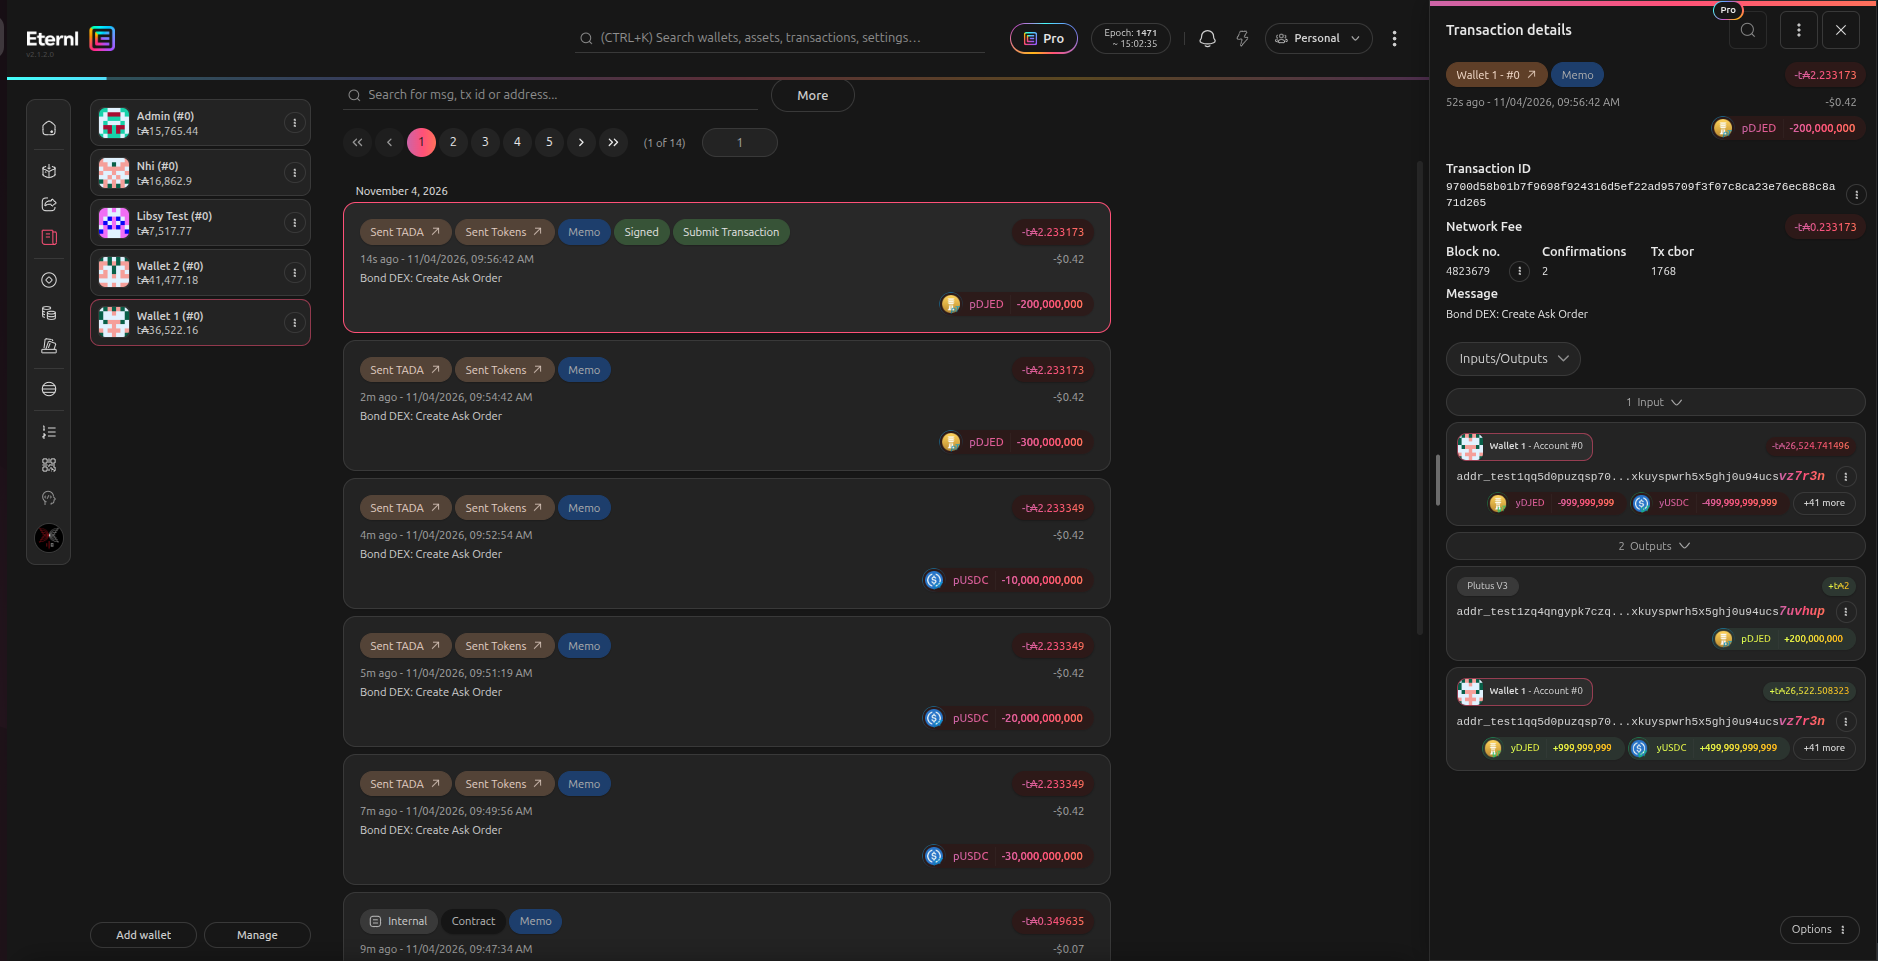 Eternl
v2.1.2.0
(CTRL+K) Search wallets, assets, transactions, settings...
Pro
Epoch: 1471
~ 15:02:35
Personal
Admin (#0)
t₳15,765.44
Nhi (#0)
t₳16,862.9
Libsy Test (#0)
t₳7,517.77
Wallet 2 (#0)
t₳41,477.18
Wallet 1 (#0)
t₳36,522.16
Add wallet
Manage
Search for msg, tx id or address...
More
1 2 3 4 5 (1 of 14) 1
November 4, 2026
Sent TADA Sent Tokens Memo Signed Submit Transaction -t₳2.233173
14s ago - 11/04/2026, 09:56:42 AM -$0.42
Bond DEX: Create Ask Order
pDJED -200,000,000
Sent TADA Sent Tokens Memo -t₳2.233173
2m ago - 11/04/2026, 09:54:42 AM -$0.42
Bond DEX: Create Ask Order
pDJED -300,000,000
Sent TADA Sent Tokens Memo -t₳2.233349
4m ago - 11/04/2026, 09:52:54 AM -$0.42
Bond DEX: Create Ask Order
pUSDC -10,000,000,000
Sent TADA Sent Tokens Memo -t₳2.233349
5m ago - 11/04/2026, 09:51:19 AM -$0.42
Bond DEX: Create Ask Order
pUSDC -20,000,000,000
Sent TADA Sent Tokens Memo -t₳2.233349
7m ago - 11/04/2026, 09:49:56 AM -$0.42
Bond DEX: Create Ask Order
pUSDC -30,000,000,000
Internal Contract Memo -t₳0.349635
9m ago - 11/04/2026, 09:47:34 AM -$0.07
Transaction details
Pro
Wallet 1 - #0 Memo -t₳2.233173
52s ago - 11/04/2026, 09:56:42 AM -$0.42
pDJED -200,000,000
Transaction ID
9700d58b01b7f9698f924316d5ef22ad95709f3f07c8ca23e76ec88c8a
71d265
Network Fee -t₳0.233173
Block no. Confirmations Tx cbor
4823679 2 1768
Message
Bond DEX: Create Ask Order
Inputs/Outputs
1 Input
Wallet 1 - Account #0 -t₳26,524.741496
addr_test1qq5d0puzqsp70...xkuyspwrh5x5ghj0u94ucsvz7r3n
yDJED -999,999,999 yUSDC -499,999,999,999 +41 more
2 Outputs
Plutus V3 +t₳2
addr_test1zq4qngypk7czq...xkuyspwrh5x5ghj0u94ucs7uvhup
pDJED +200,000,000
Wallet 1 - Account #0 +t₳26,522.508323
addr_test1qq5d0puzqsp70...xkuyspwrh5x5ghj0u94ucsvz7r3n
yDJED +999,999,999 yUSDC +499,999,999,999 +41 more
Options